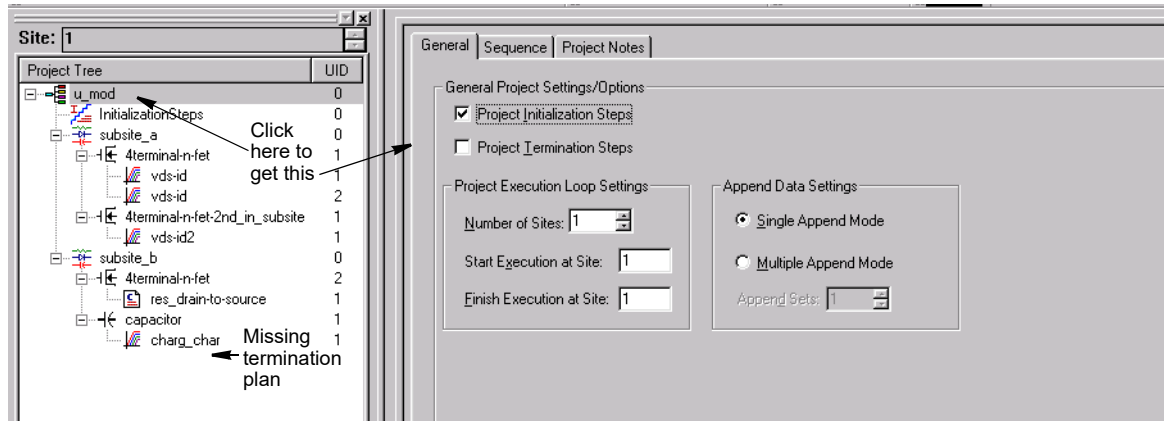 Site: 1
Project Tree UID
u_mod 0
InitializationSteps 0
subsite_a 0
4terminal-n-fet 1
vds-id 1
vds-id 2
4terminal-n-fet-2nd_in_subsite 1
vds-id2 1
subsite_b 0
4terminal-n-fet 2
res_drain-to-source 1
capacitor 1
charg_char 1
Click
here to
get this
Missing
termination
plan
General Sequence Project Notes
General Project Settings/Options
Project Initialization Steps
Project Termination Steps
Project Execution Loop Settings
Number of Sites: 1
Start Execution at Site: 1
Finish Execution at Site: 1
Append Data Settings
Single Append Mode
Multiple Append Mode
Append Sets: 1